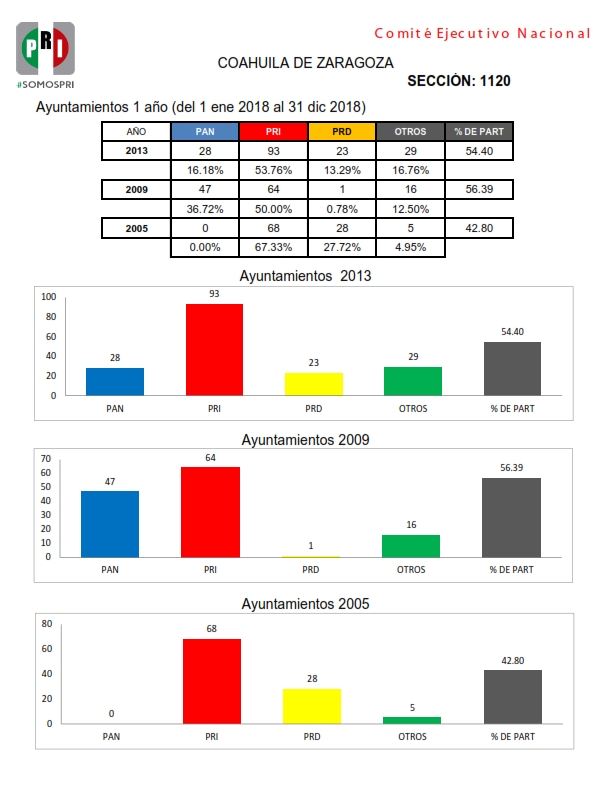 PRI
#SOMOSPRI
Comité Ejecutivo Nacional
COAHUILA DE ZARAGOZA
SECCIÓN: 1120
Ayuntamientos 1 año (del 1 ene 2018 al 31 dic 2018)
AÑO PAN PRI PRD OTROS % DE PART
2013 28 93 23 29 54.40
16.18% 53.76% 13.29% 16.76%
2009 47 64 1 16 56.39
36.72% 50.00% 0.78% 12.50%
2005 0 68 28 5 42.80
0.00% 67.33% 27.72% 4.95%
Ayuntamientos 2013
100
80
60
40
20
0
28 93 23 29 54.40
PAN PRI PRD OTROS % DE PART
Ayuntamientos 2009
70
60
50
40
30
20
10
0
47 64 1 16 56.39
PAN PRI PRD OTROS % DE PART
Ayuntamientos 2005
80
60
40
20
0
0 68 28 5 42.80
PAN PRI PRD OTROS % DE PART